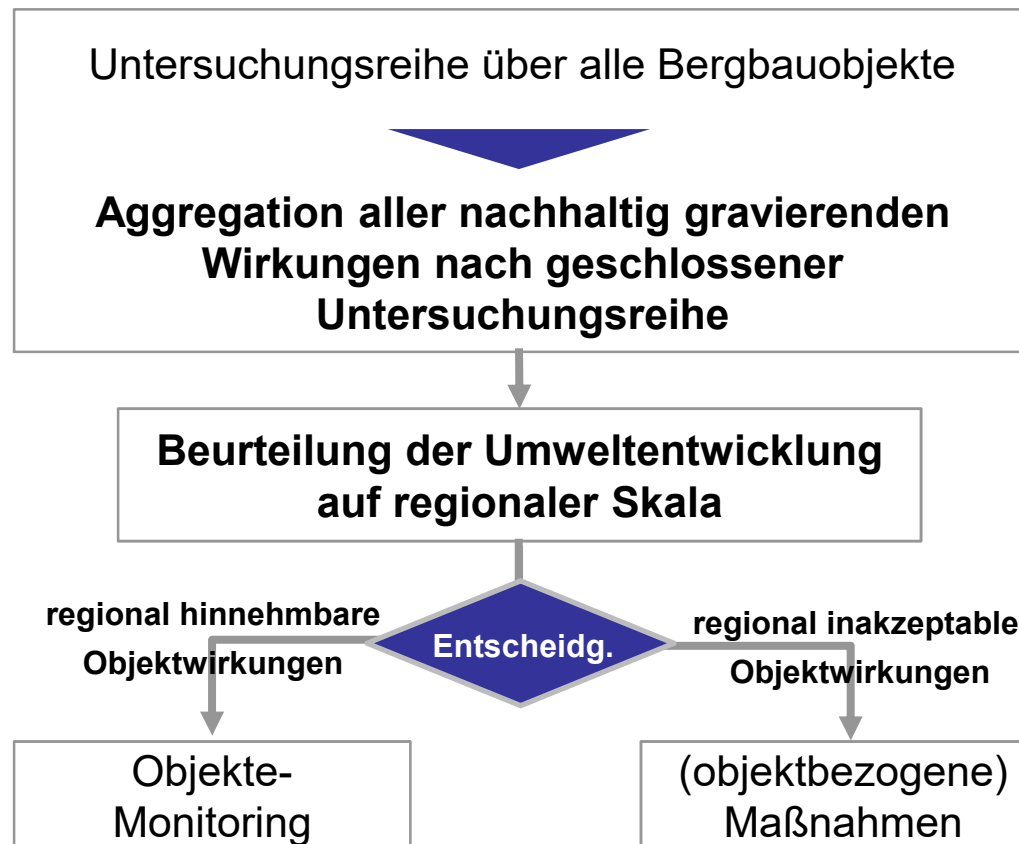 Untersuchungsreihe über alle Bergbauobjekte
Aggregation aller nachhaltig gravierenden
Wirkungen nach geschlossener
Untersuchungsreihe
Beurteilung der Umweltentwicklung
auf regionaler Skala
regional hinnehmbare
Objektwirkungen
Entscheidg.
regional inakzeptable
Objektwirkungen
Objekte-
Monitoring
(objektbezogene)
Maßnahmen